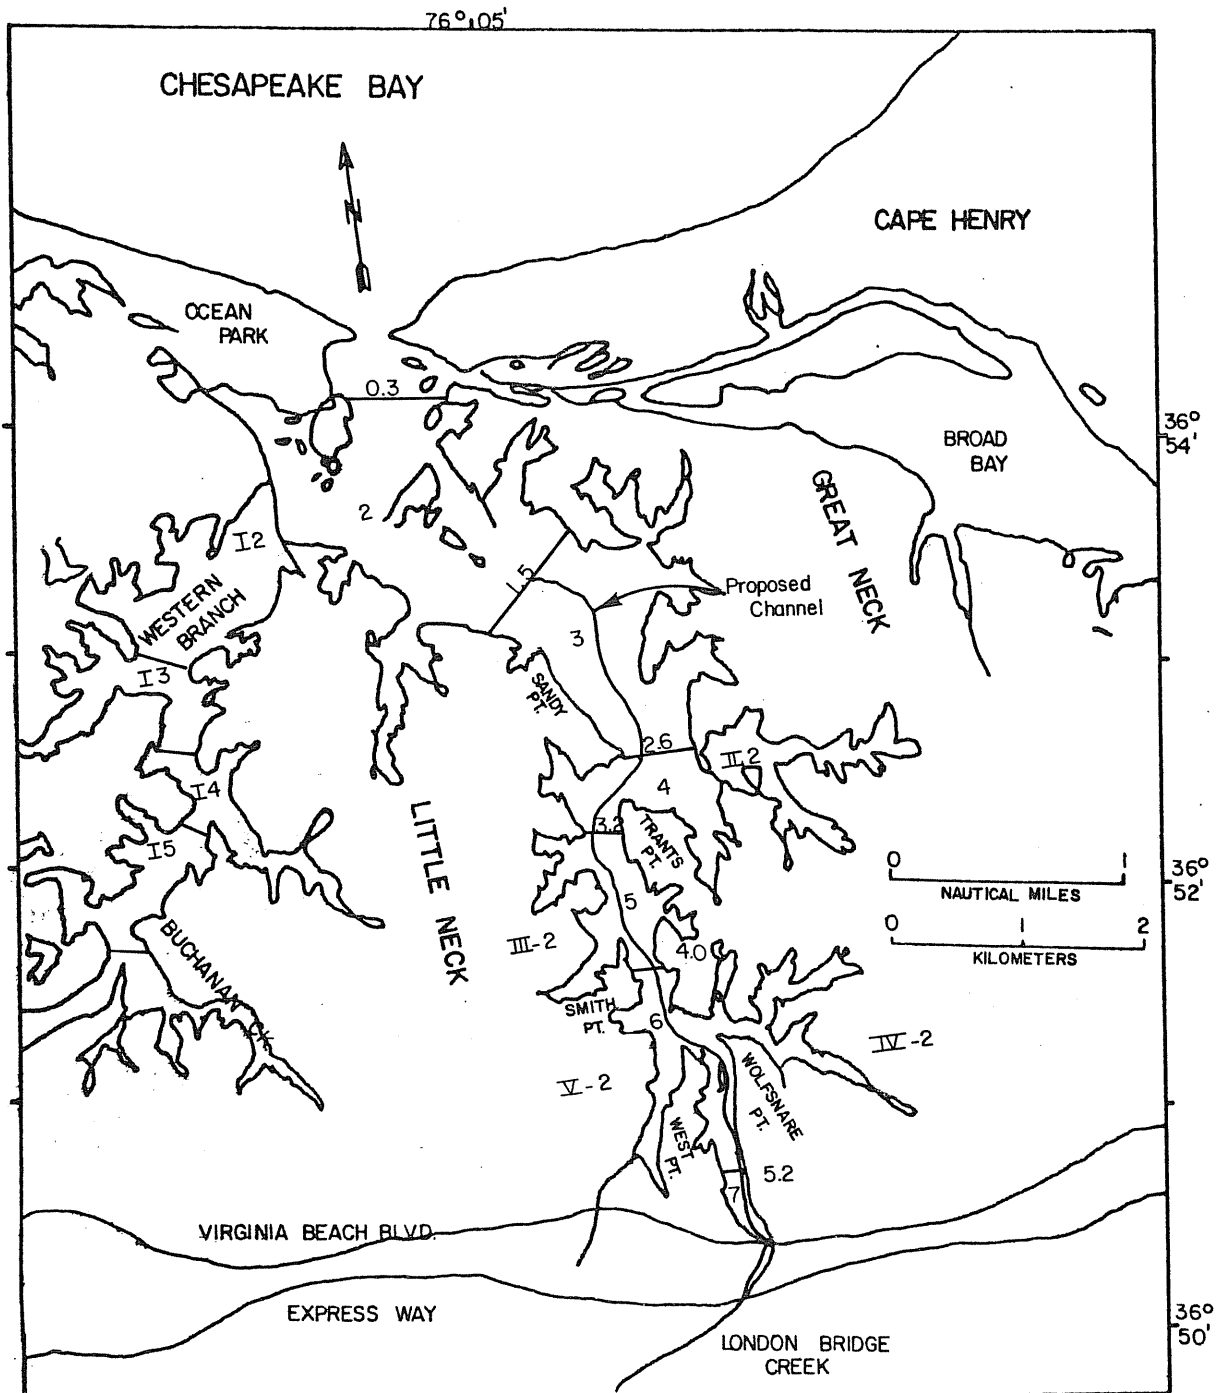 76° 05'
CHESAPEAKE BAY
N
CAPE HENRY
OCEAN
PARK
0.3
36°
54'
BROAD
BAY
GREAT NECK
2
I2
1.5
Proposed
Channel
WESTERN
BRANCH
3
I3
SANDY
PT.
2.6
II.2
4
I4
3.2
TRANTS
PT.
LITTLE NECK
I5
0 1
NAUTICAL MILES
36°
52'
5
0 1 2
KILOMETERS
III-2
4.0
BUCHANAN CK
SMITH
PT.
6
IV-2
V-2
WOLFSNARE
PT.
WEST
PT.
5.2
7
VIRGINIA BEACH BLVD.
EXPRESS WAY
36°
50'
LONDON BRIDGE
CREEK